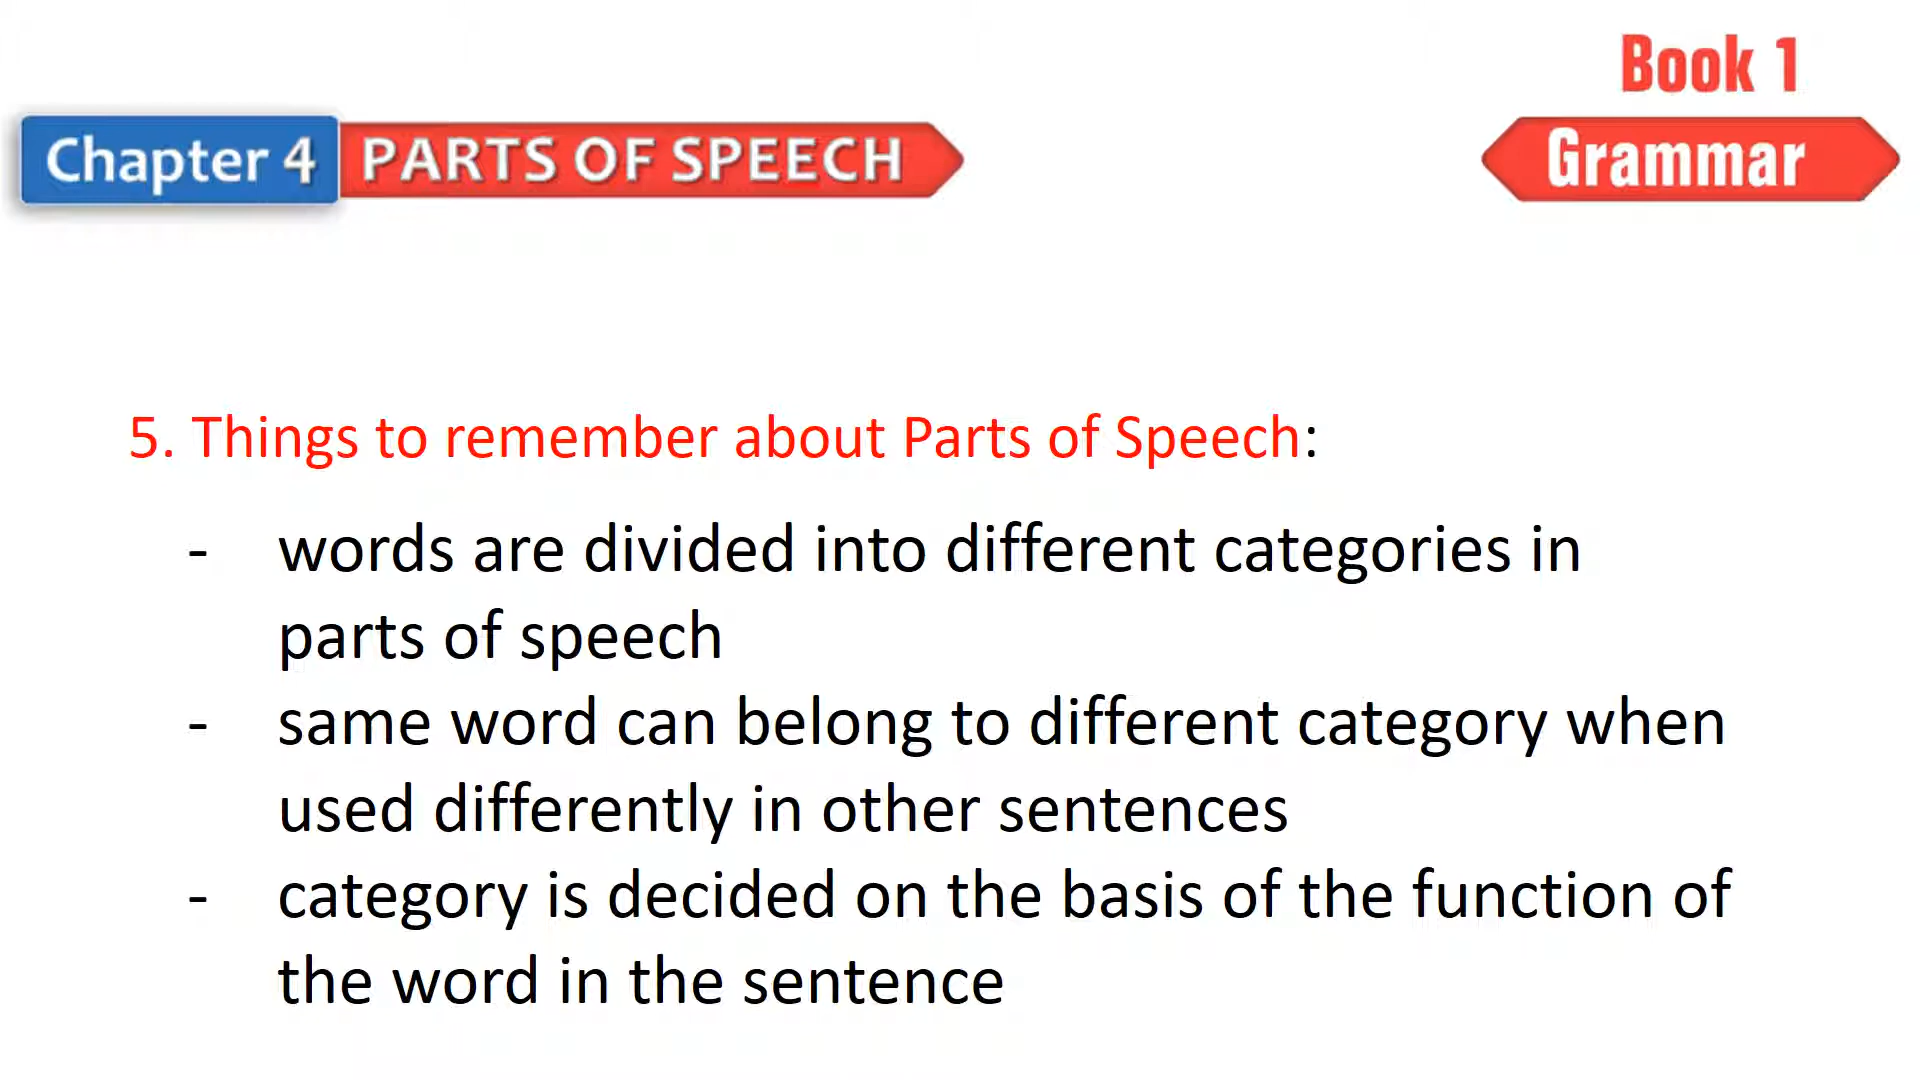 Book 1
Chapter 4 PARTS OF SPEECH
Grammar
5. Things to remember about Parts of Speech:
- words are divided into different categories in
parts of speech
- same word can belong to different category when
used differently in other sentences
- category is decided on the basis of the function of
the word in the sentence